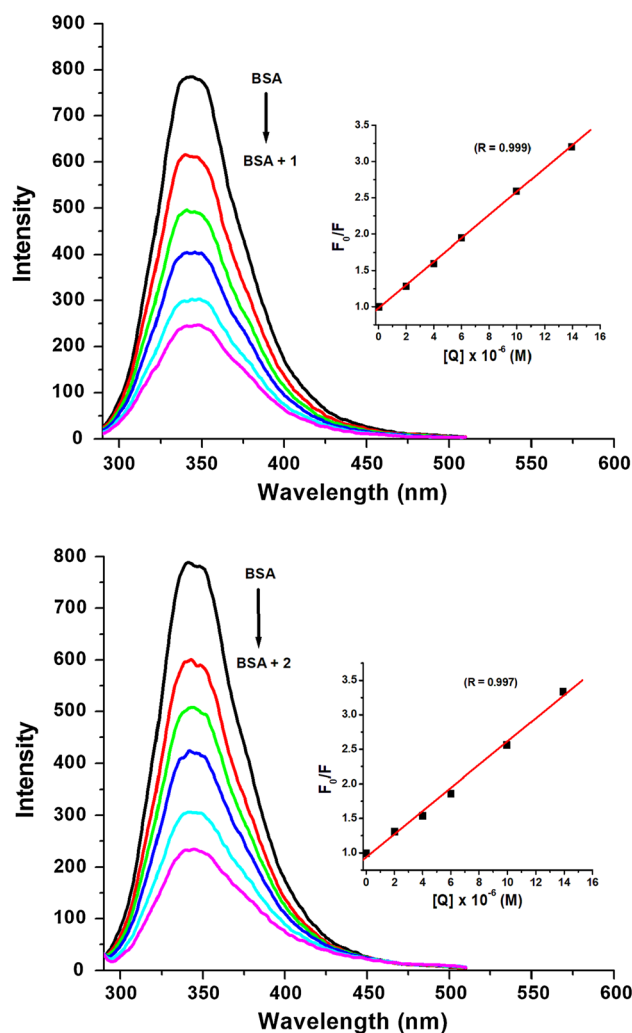 900
800
700
600
500
400
300
200
100
0
Intensity
300 350 400 450 500 550 600
Wavelength (nm)
BSA
BSA + 1
3.5
3.0
2.5
2.0
1.5
1.0
F0/F
(R = 0.999)
0 2 4 6 8 10 12 14 16
[Q] x 10-6 (M)
800
700
600
500
400
300
200
100
0
Intensity
300 350 400 450 500 550 600
Wavelength (nm)
BSA
BSA + 2
3.5
3.0
2.5
2.0
1.5
1.0
F0/F
(R = 0.997)
0 2 4 6 8 10 12 14 16
[Q] x 10-6 (M)